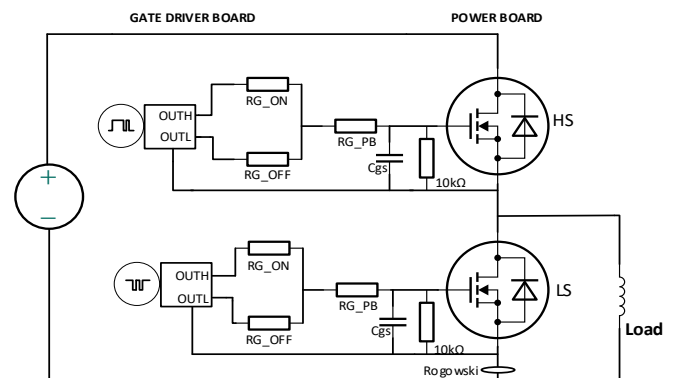 GATE DRIVER BOARD
POWER BOARD
OUTH
OUTL
RG_ON
RG_OFF
RG_PB
Cgs
10kΩ
HS
OUTH
OUTL
RG_ON
RG_OFF
RG_PB
Cgs
10kΩ
LS
Load
Rogowski